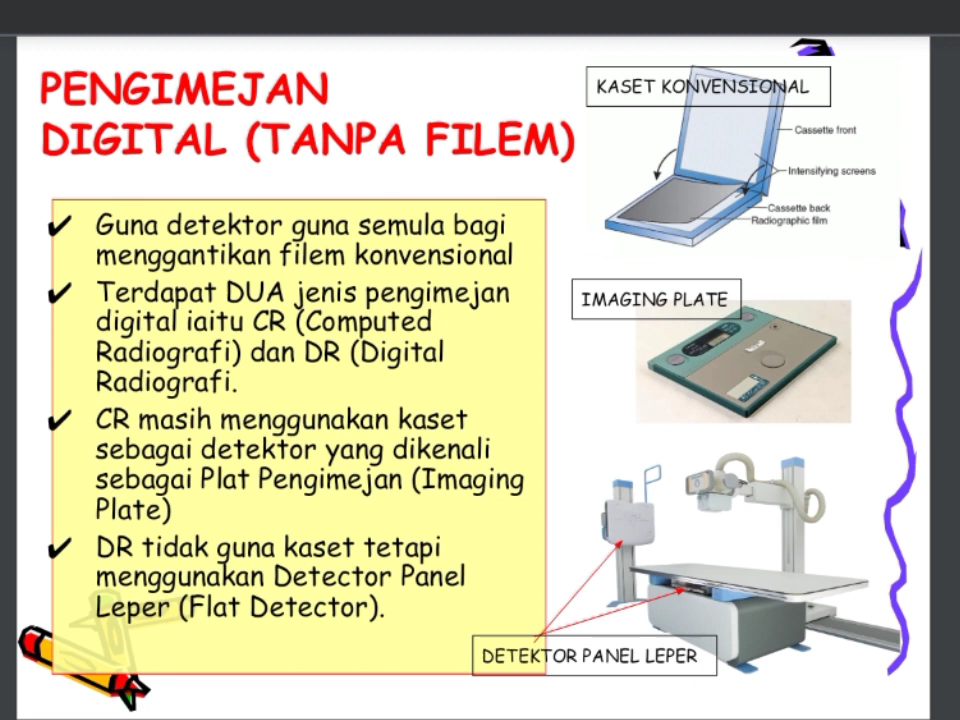 PENGIMEJAN
DIGITAL (TANPA FILEM)
✔ Guna detektor guna semula bagi
menggantikan filem konvensional
✔ Terdapat DUA jenis pengimejan
digital iaitu CR (Computed
Radiografi) dan DR (Digital
Radiografi.
✔ CR masih menggunakan kaset
sebagai detektor yang dikenali
sebagai Plat Pengimejan (Imaging
Plate)
✔ DR tidak guna kaset tetapi
menggunakan Detector Panel
Leper (Flat Detector).
KASET KONVENSIONAL
Cassette front
Intensifying screens
Cassette back
Radiographic film
IMAGING PLATE
DETEKTOR PANEL LEPER